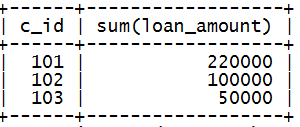 +------+------------------+
| c_id | sum(loan_amount) |
+------+------------------+
| 101 | 220000 |
| 102 | 100000 |
| 103 | 50000 |
+------+------------------+